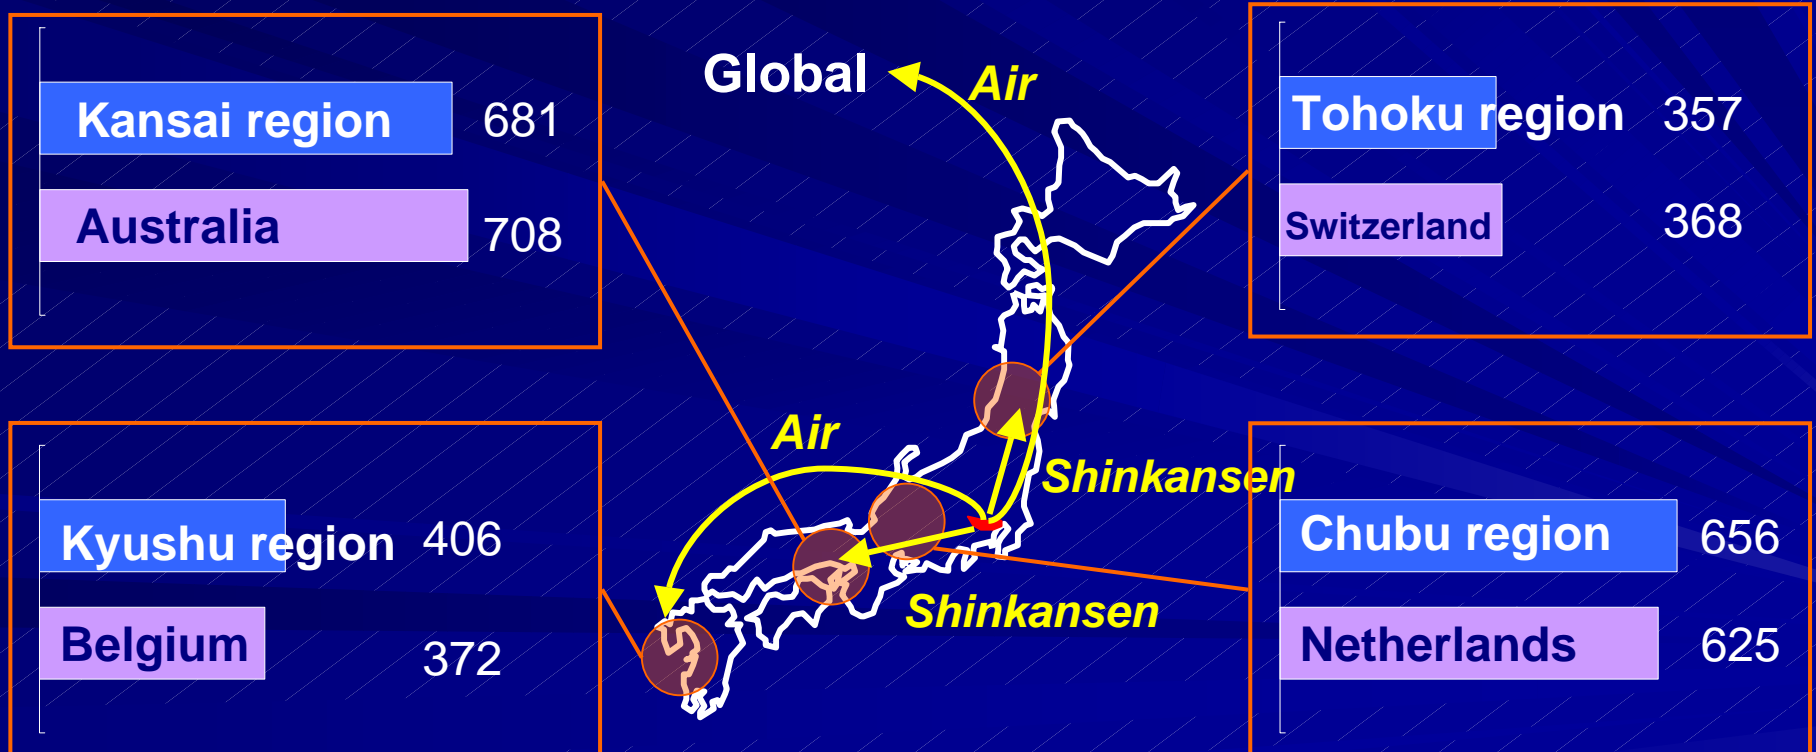 Kansai region 681
Australia 708
Global
Air
Tohoku region 357
Switzerland 368
Kyushu region 406
Belgium 372
Air
Shinkansen
Shinkansen
Chubu region 656
Netherlands 625